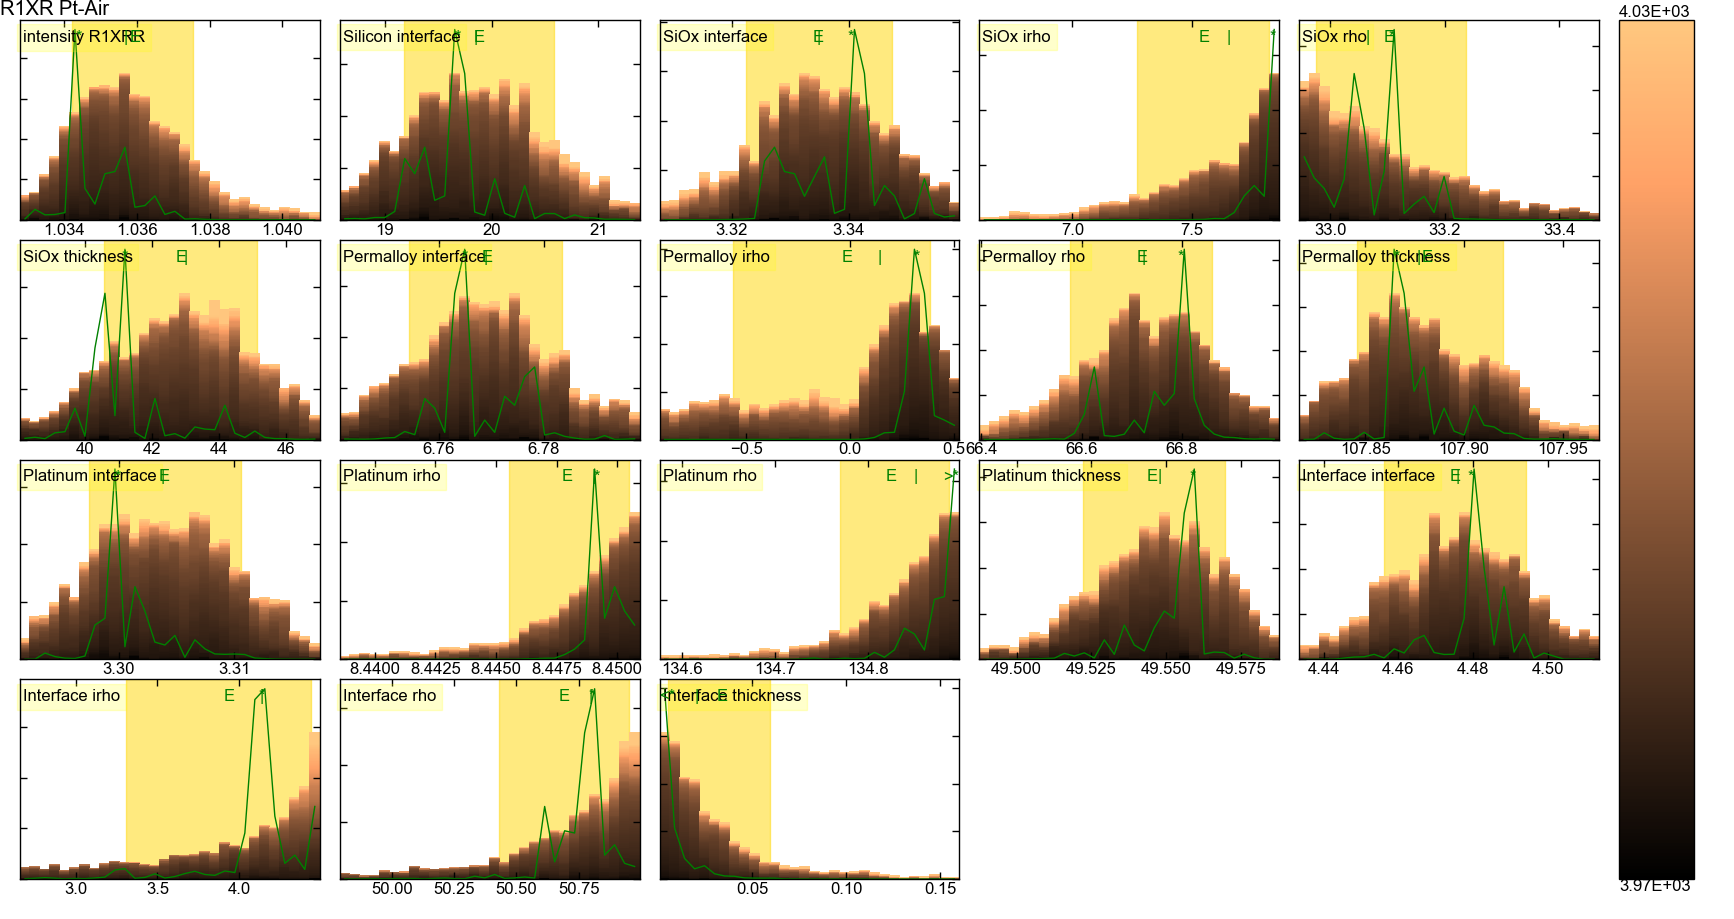 R1XR Pt-Air
4.03E+03
intensity R1XRR
Silicon interface
SiOx interface
SiOx irho
SiOx rho
| E
* | E
E | *
E | *
| E *
1.034 1.036 1.038 1.040
19 20 21
3.32 3.34
7.0 7.5
33.0 33.2 33.4
SiOx thickness
Permalloy interface
Permalloy irho
Permalloy rho
Permalloy thickness
* E|
* E
E | *
E| *
* |E
40 42 44 46
6.76 6.78
−0.5 0.0 0.5
66.4 66.6 66.8
107.85 107.90 107.95
Platinum interface
Platinum irho
Platinum rho
Platinum thickness
Interface interface
* E
E *
E | >*
E| *
E| *
3.30 3.31
8.4400 8.4425 8.4450 8.4475 8.4500
134.6 134.7 134.8
49.500 49.525 49.550 49.575
4.44 4.46 4.48 4.50
Interface irho
Interface rho
Interface thickness
E |*
E |*
| E
3.0 3.5 4.0
50.00 50.25 50.50 50.75
0.05 0.10 0.15
3.97E+03